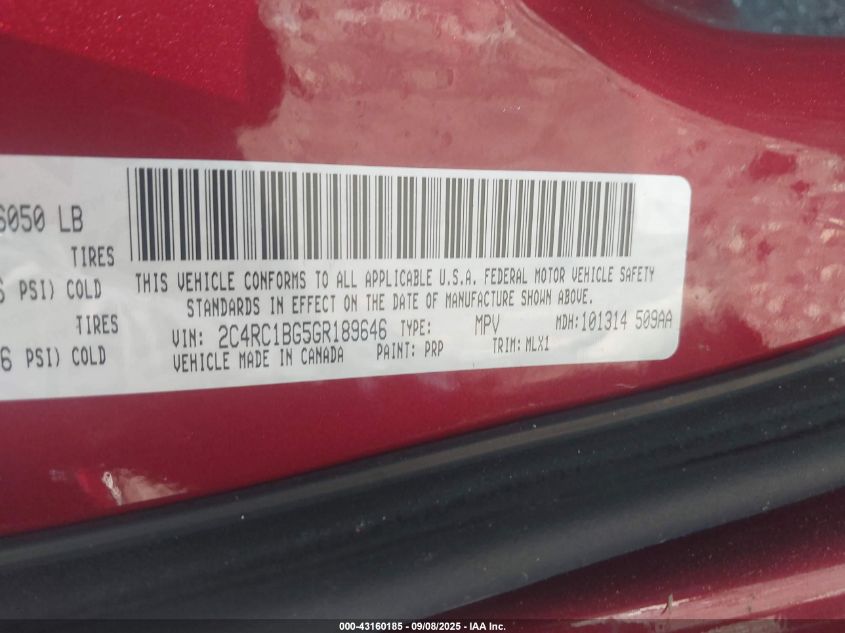 6050 LB
TIRES
PSI) COLD
TIRES
6 PSI) COLD
THIS VEHICLE CONFORMS TO ALL APPLICABLE U.S.A. FEDERAL MOTOR VEHICLE SAFETY
STANDARDS IN EFFECT ON THE DATE OF MANUFACTURE SHOWN ABOVE.
VIN: 2C4RC1BG5GR189646 TYPE: MPV MDH: 101314 509AA
VEHICLE MADE IN CANADA PAINT: PRP TRIM: MLX1
000-43160185 - 09/08/2025 - IAA Inc.